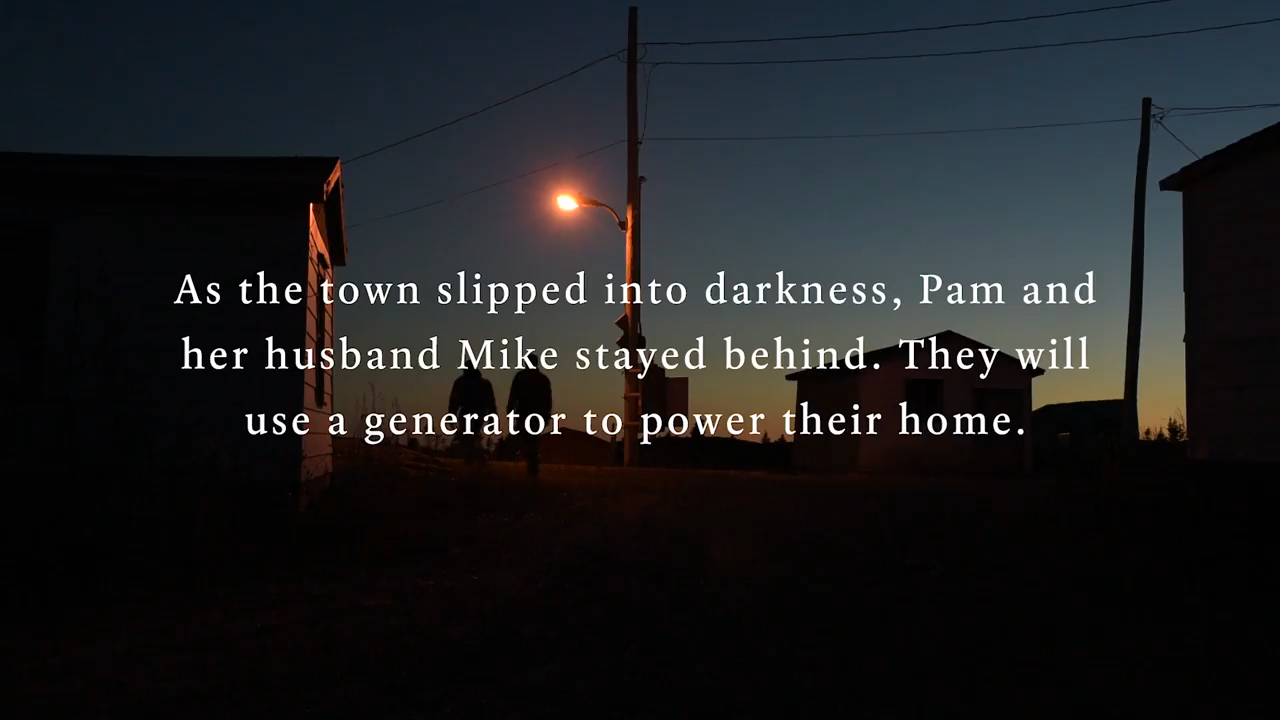 As the town slipped into darkness, Pam and
her husband Mike stayed behind. They will
use a generator to power their home.